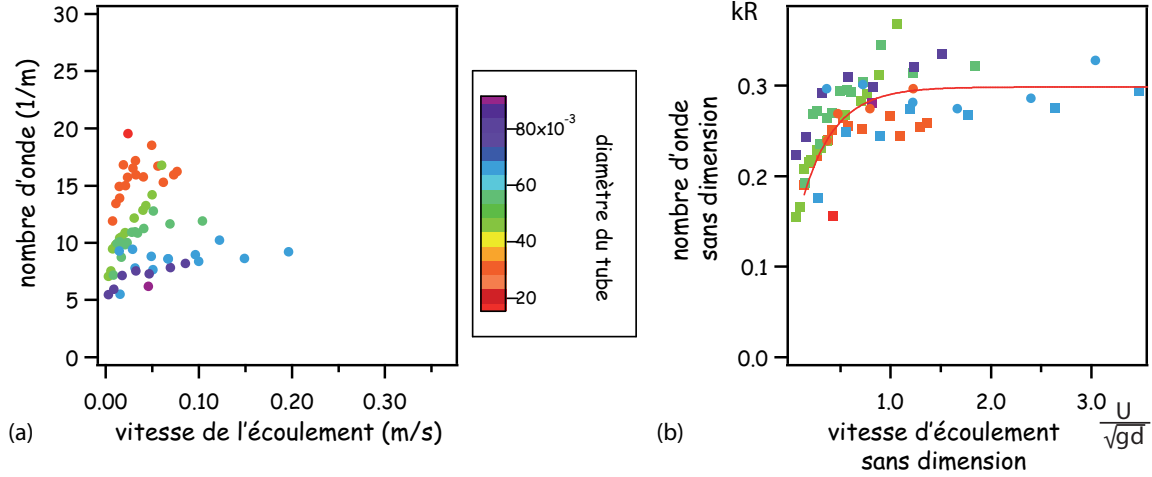 30
25
20
15
10
5
0
nombre d'onde (1/m)
0.00
0.10
0.20
0.30
vitesse de l'écoulement (m/s)
(a)
80x10⁻³
60
40
20
diamètre du tube
kR
0.3
0.2
0.1
0.0
nombre d'onde
sans dimension
1.0
2.0
3.0
U
√gd
vitesse d'écoulement
sans dimension
(b)